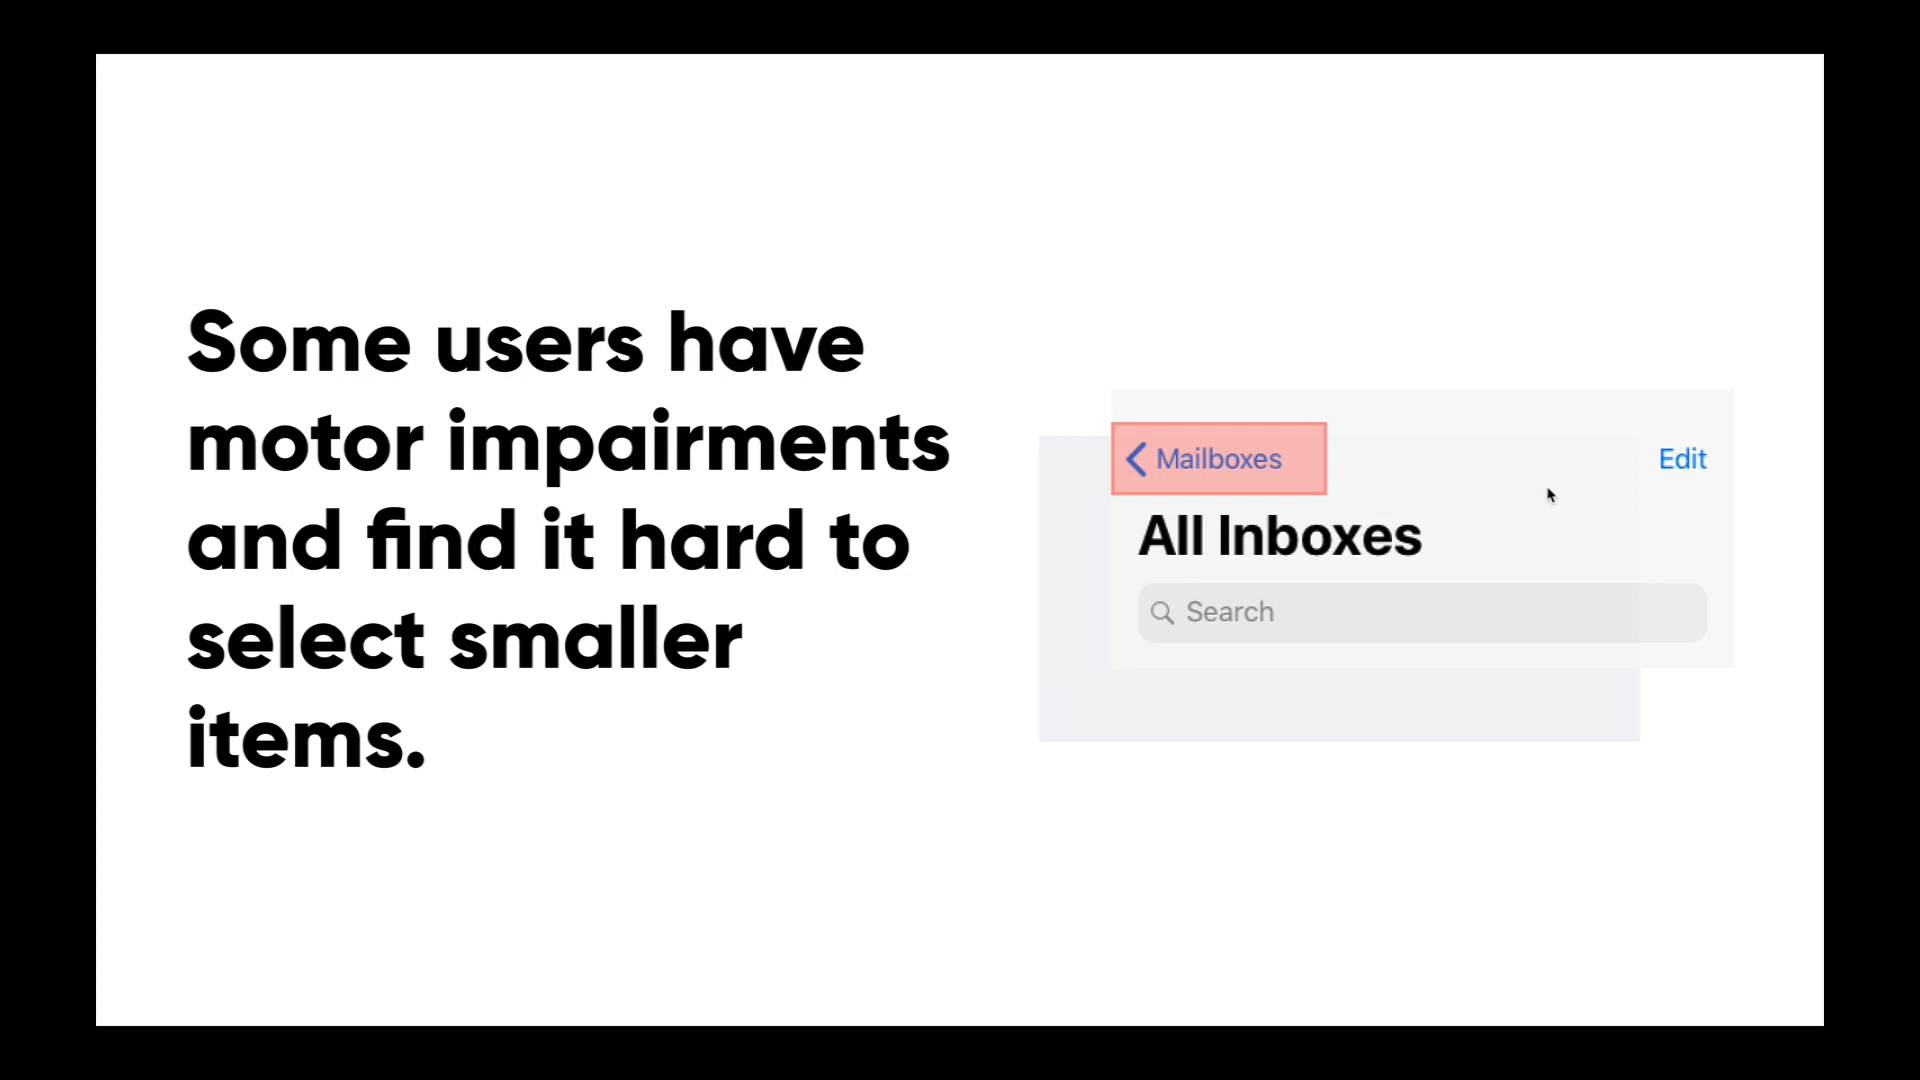 Some users have
motor impairments
and find it hard to
select smaller
items.
Mailboxes
Edit
All Inboxes
Search